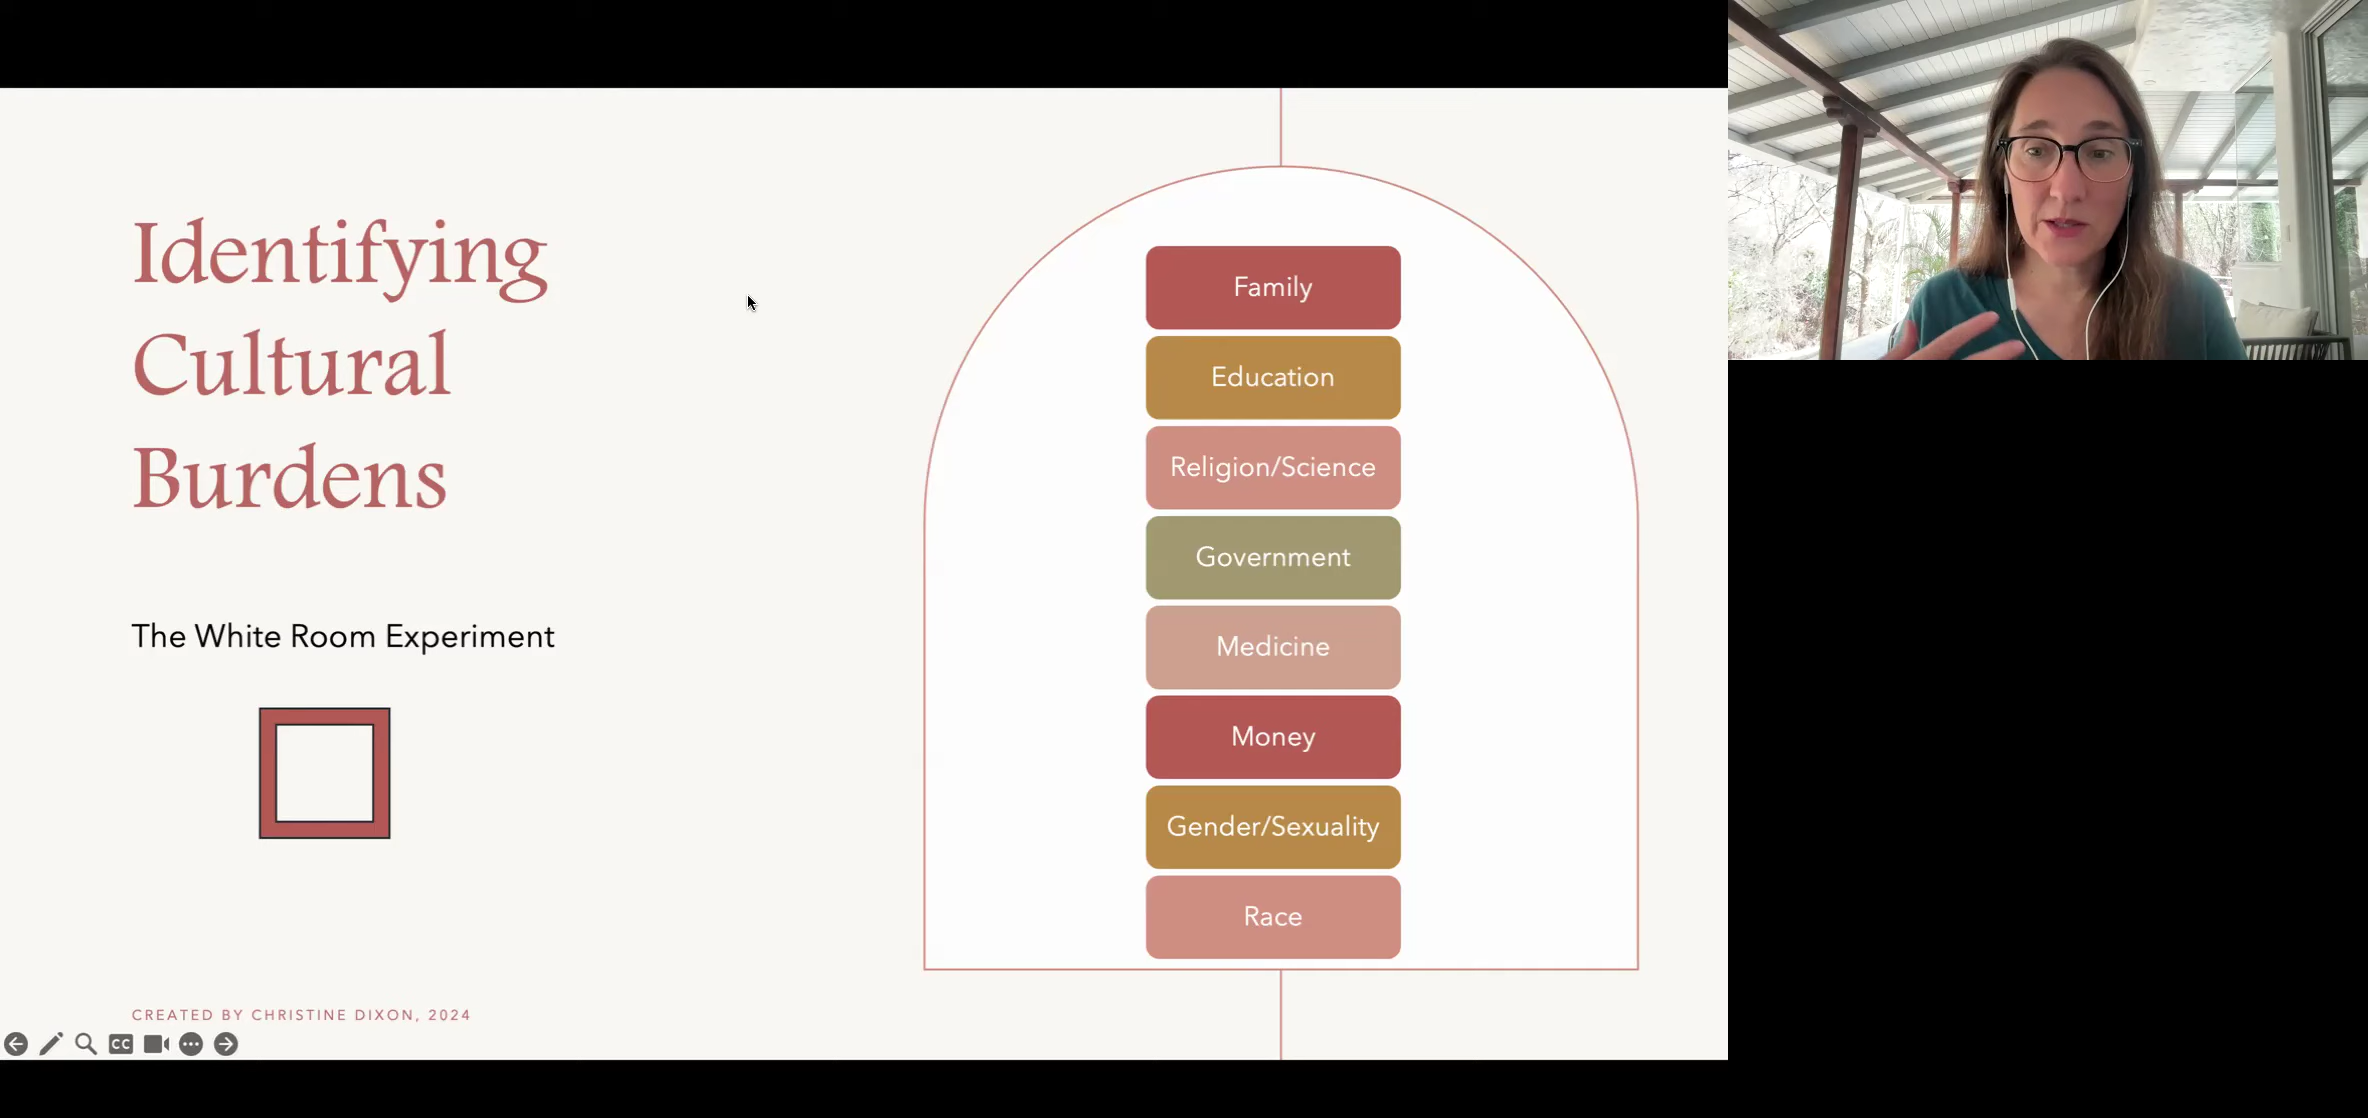 Identifying
Cultural
Burdens
The White Room Experiment
Family
Education
Religion/Science
Government
Medicine
Money
Gender/Sexuality
Race
CREATED BY CHRISTINE DIXON, 2024
CC